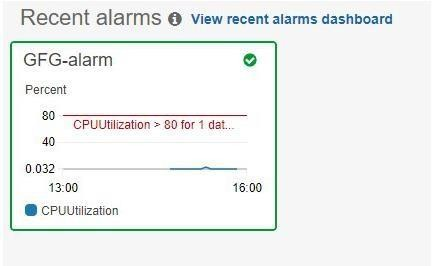 Recent alarms View recent alarms dashboard
GFG-alarm
Percent
80
CPUUtilization > 80 for 1 dat...
40
0.032
13:00 16:00
CPUUtilization